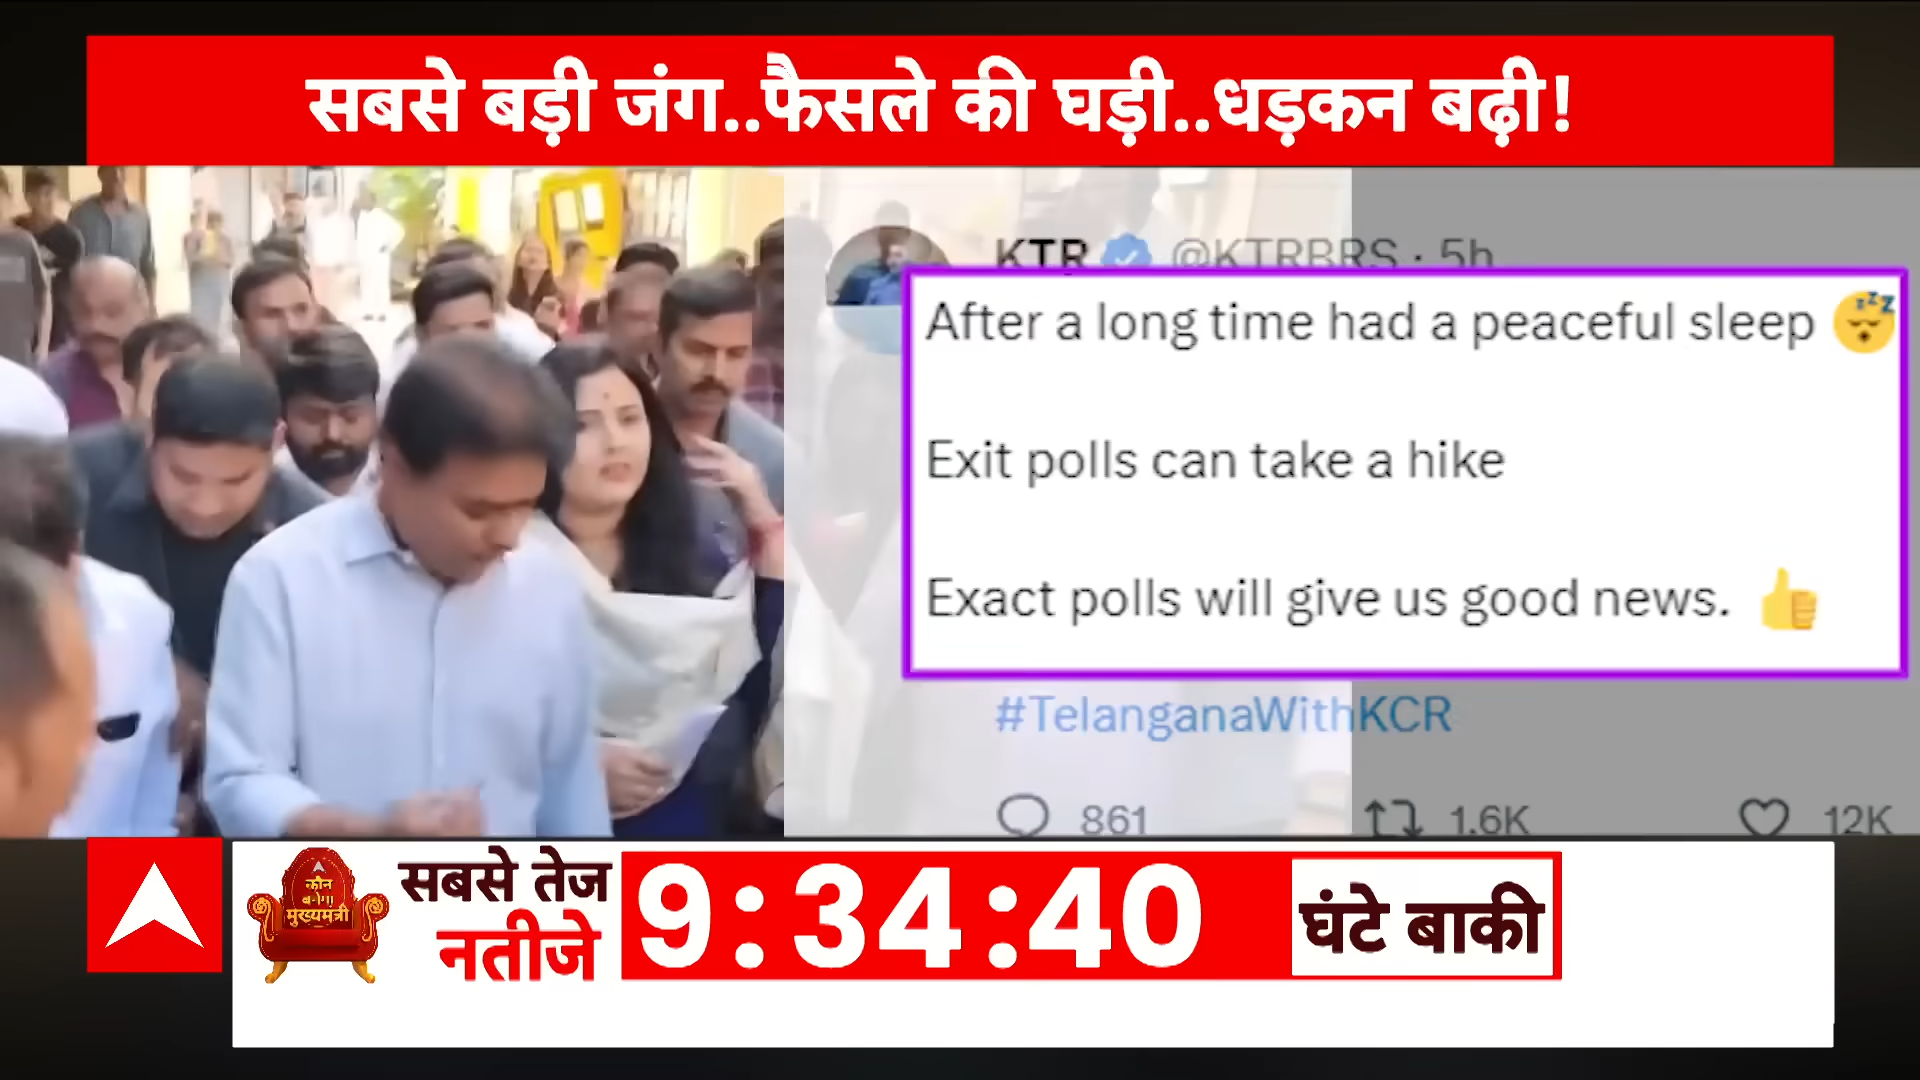 सबसे बड़ी जंग..फैसले की घड़ी..धड़कन बढ़ी!
KTR @KTRBRS · 5h
After a long time had a peaceful sleep 😴
Exit polls can take a hike
Exact polls will give us good news. 👍
#TelanganaWithKCR
861 1.6K 12K
कौन
बनेगा
मुख्यमंत्री
सबसे तेज
नतीजे
9:34:40
घंटे बाकी